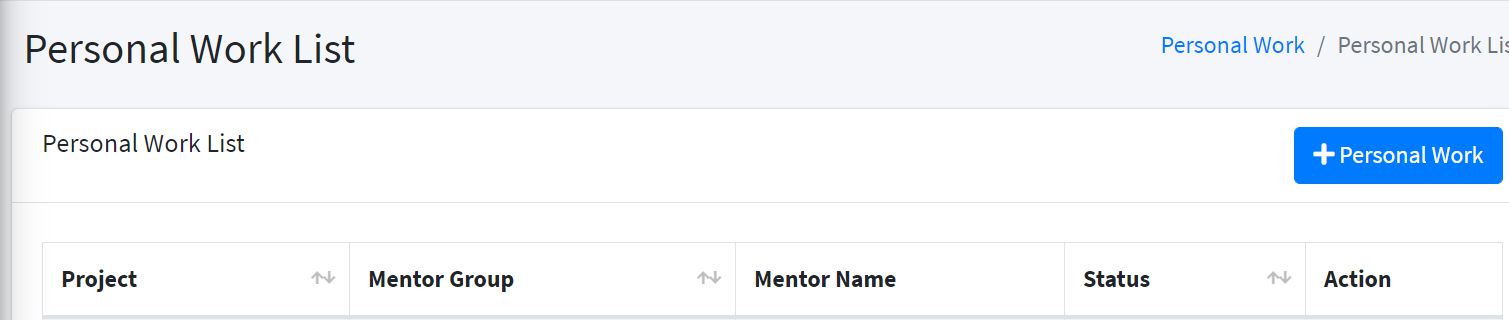 Personal Work List
Personal Work / Personal Work Lis
Personal Work List
Personal Work
Project Mentor Group Mentor Name Status Action